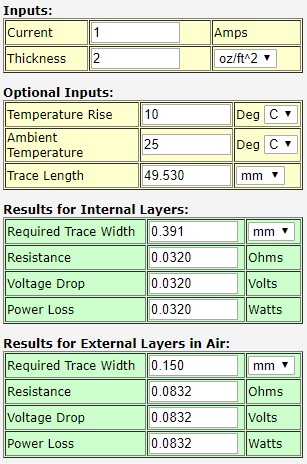 Inputs:
Current 1 Amps
Thickness 2 oz/ft^2
Optional Inputs:
Temperature Rise 10 Deg C
Ambient
Temperature 25 Deg C
Trace Length 49.530 mm
Results for Internal Layers:
Required Trace Width 0.391 mm
Resistance 0.0320 Ohms
Voltage Drop 0.0320 Volts
Power Loss 0.0320 Watts
Results for External Layers in Air:
Required Trace Width 0.150 mm
Resistance 0.0832 Ohms
Voltage Drop 0.0832 Volts
Power Loss 0.0832 Watts